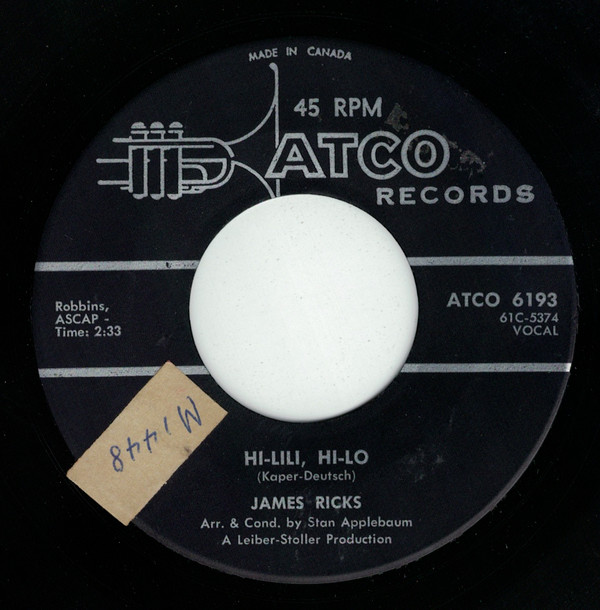 MADE IN CANADA
45 RPM
ATCO
RECORDS
Robbins,
ASCAP -
Time: 2:33
ATCO 6193
61C-5374
VOCAL
M1448
HI-LILI, HI-LO
(Kaper-Deutsch)
JAMES RICKS
Arr. & Cond. by Stan Applebaum
A Leiber-Stoller Production